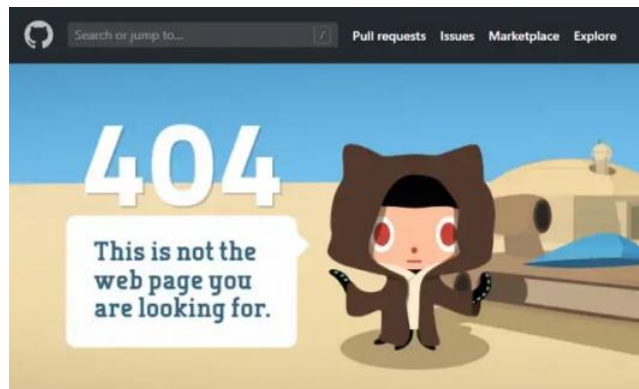 Search or jump to... / Pull requests Issues Marketplace Explore
404
This is not the
web page you
are looking for.